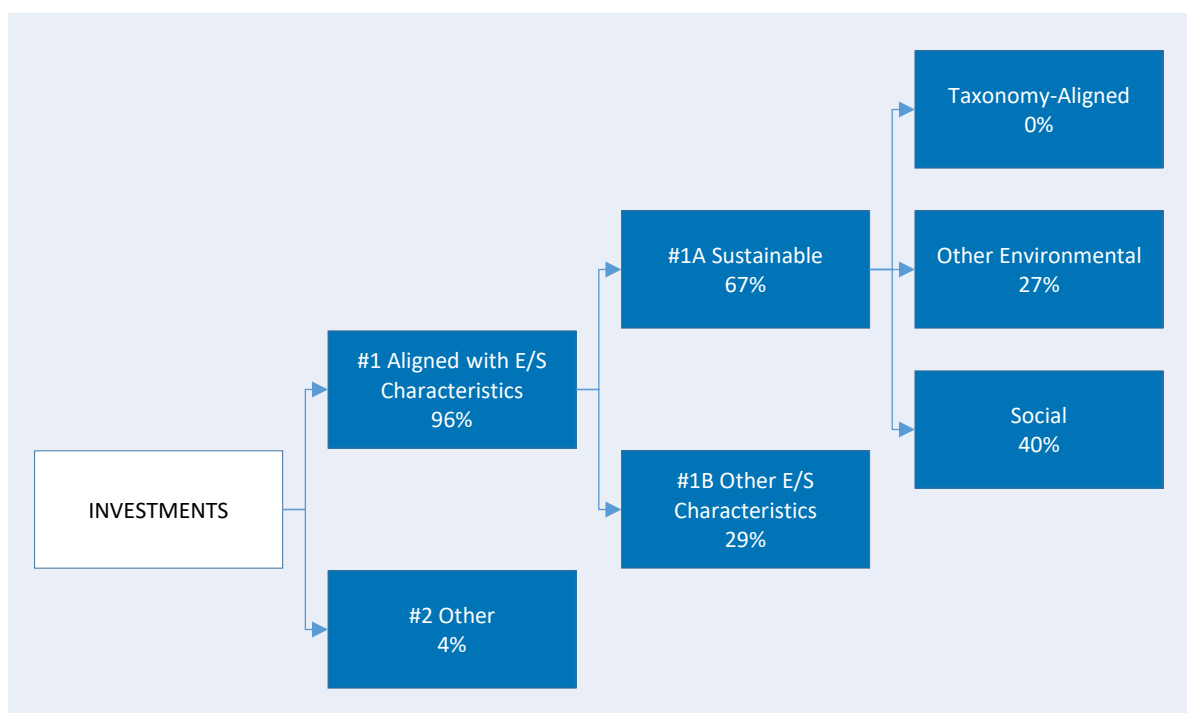 INVESTMENTS
#1 Aligned with E/S
Characteristics
96%
#2 Other
4%
#1A Sustainable
67%
#1B Other E/S
Characteristics
29%
Taxonomy-Aligned
0%
Other Environmental
27%
Social
40%